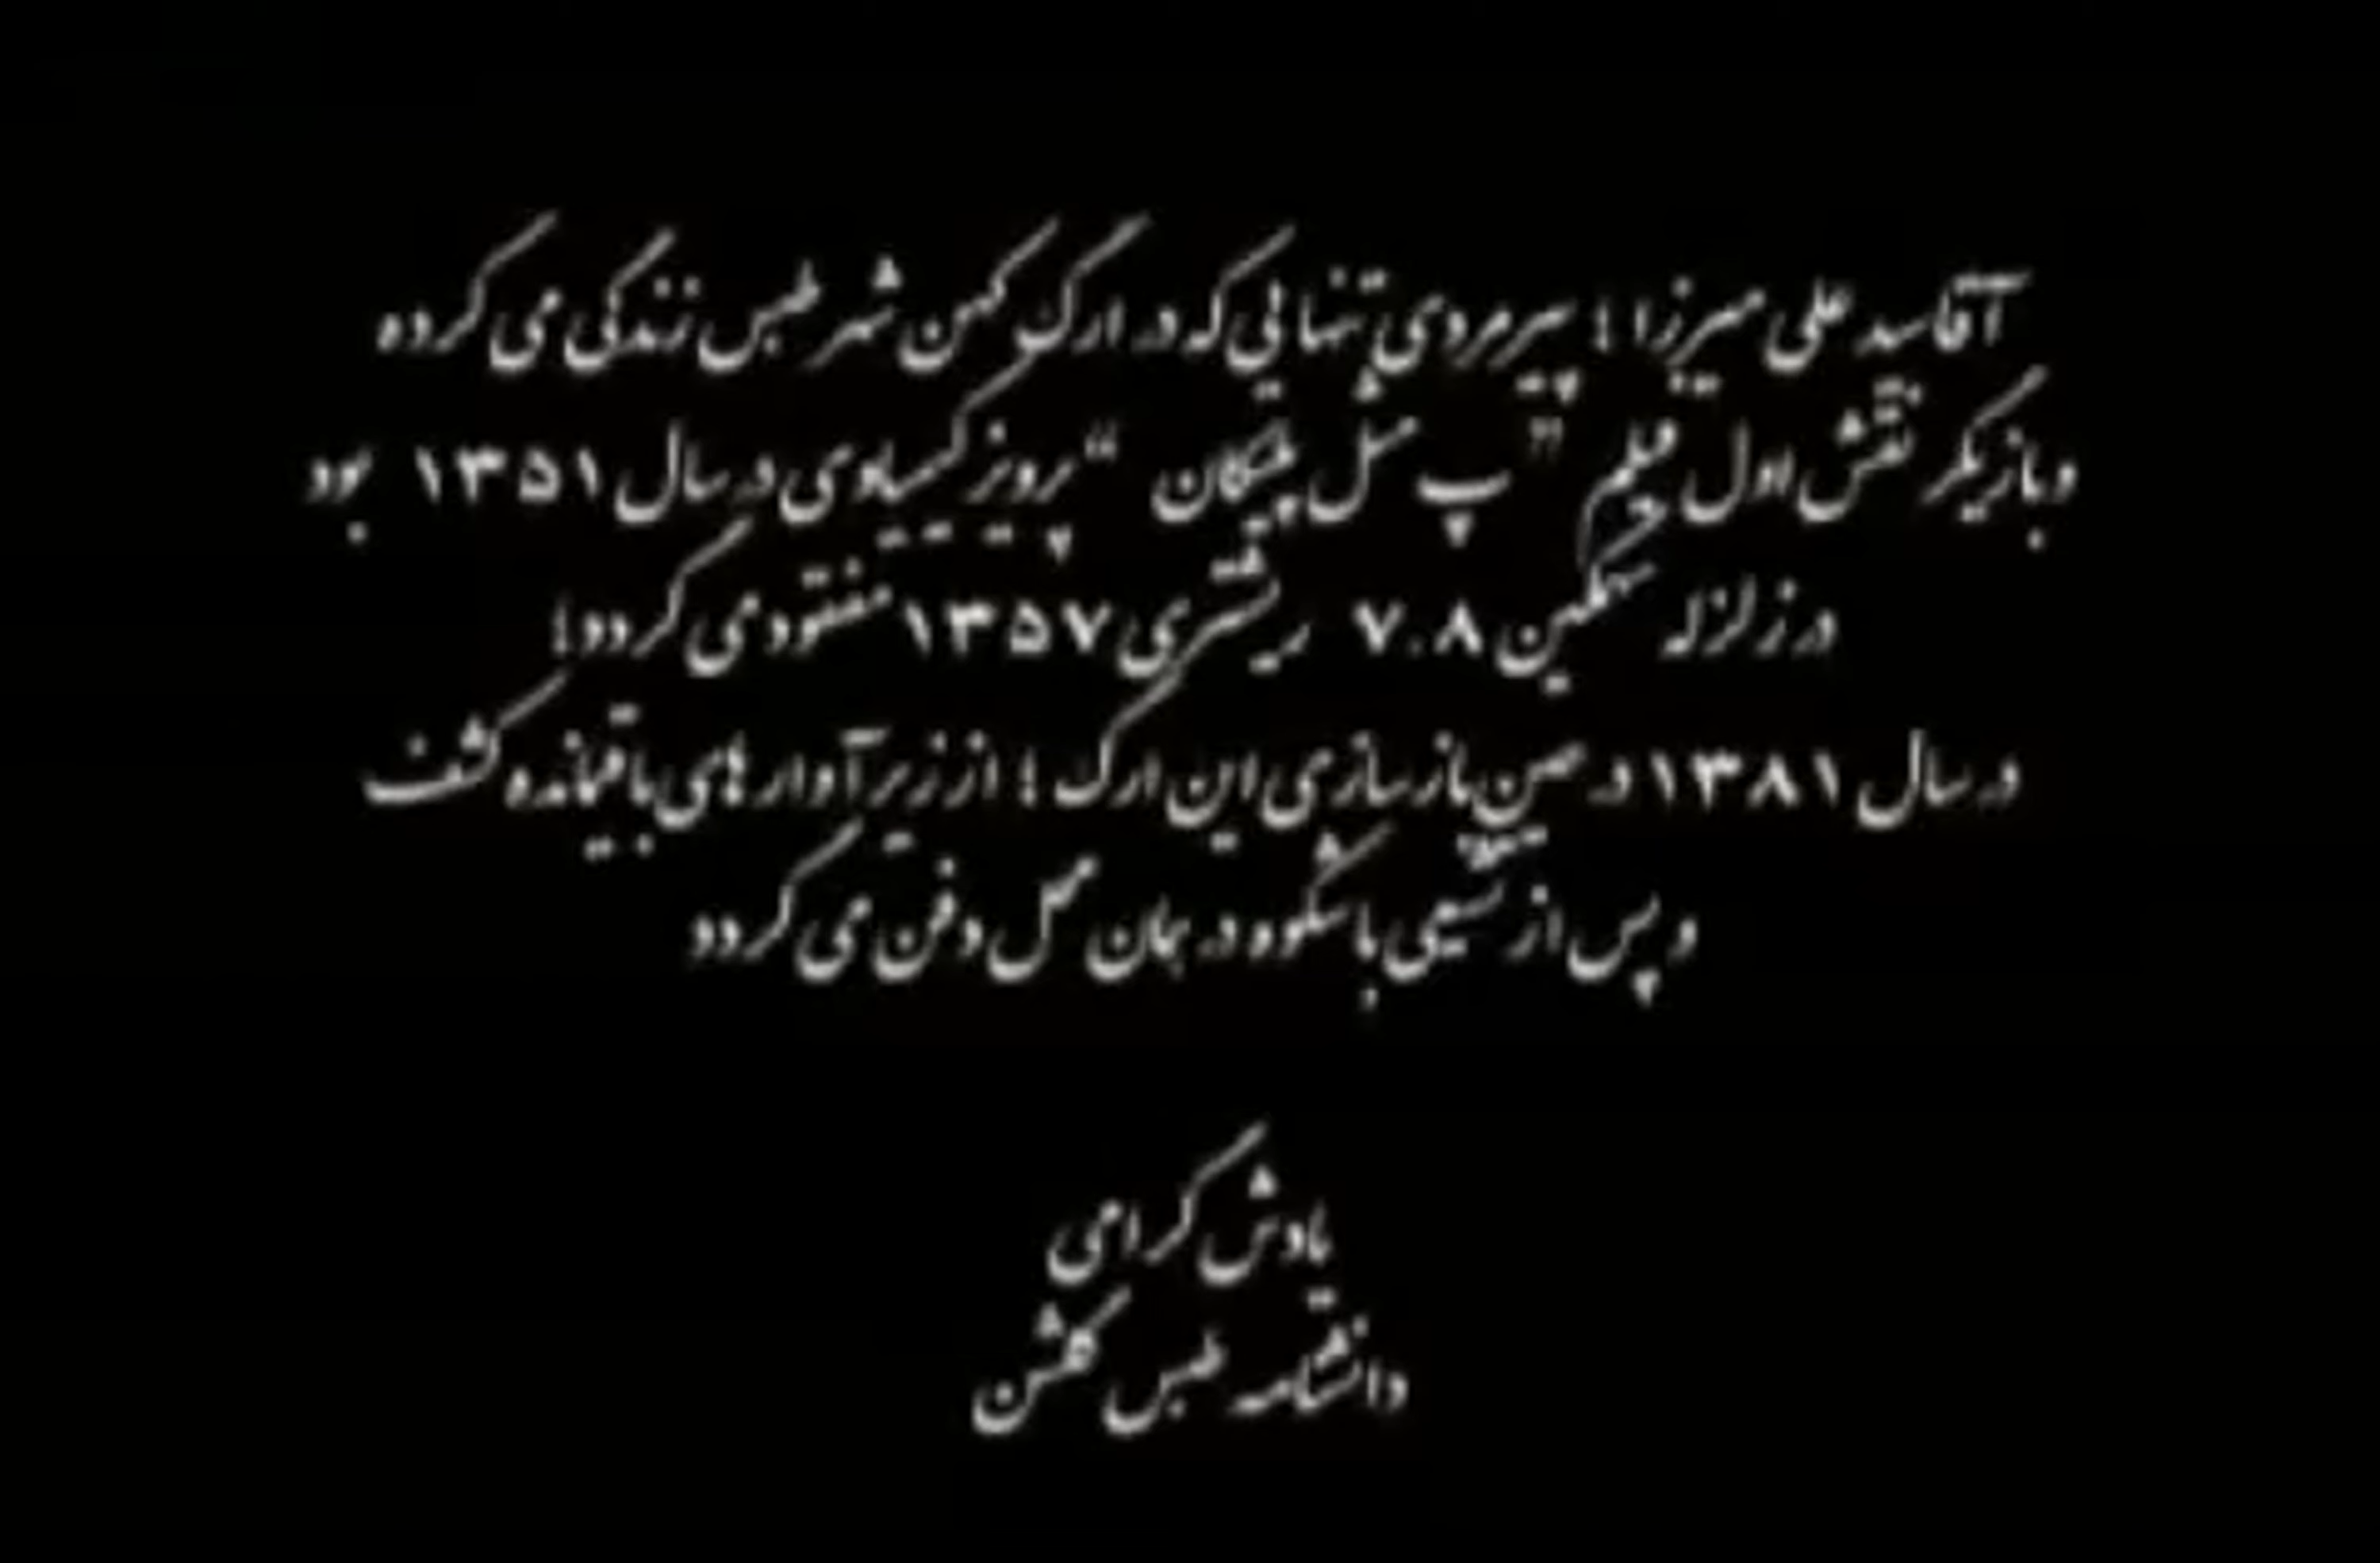 آقا سید علی میرزا ؛ پیرمردی تنهایی که در ارک کهن شهر طبس زندگی می کرده
و بازیگر نقش اول فیلم " پ مثل پلیکان " پرویز کیمیاوی در سال ۱۳۵۱ بود
در زلزله سهمگین ۷.۸ ریشتری ۱۳۵۷ مفقود می گردد؛
در سال ۱۳۸۱ در حین بازسازی این ارک ؛ از زیر آوارهای باقیمانده کشف
و پس از تشییعی باشکوه در همان محل دفن می گردد
یادش گرامی
دانشنامه طبس گلشن